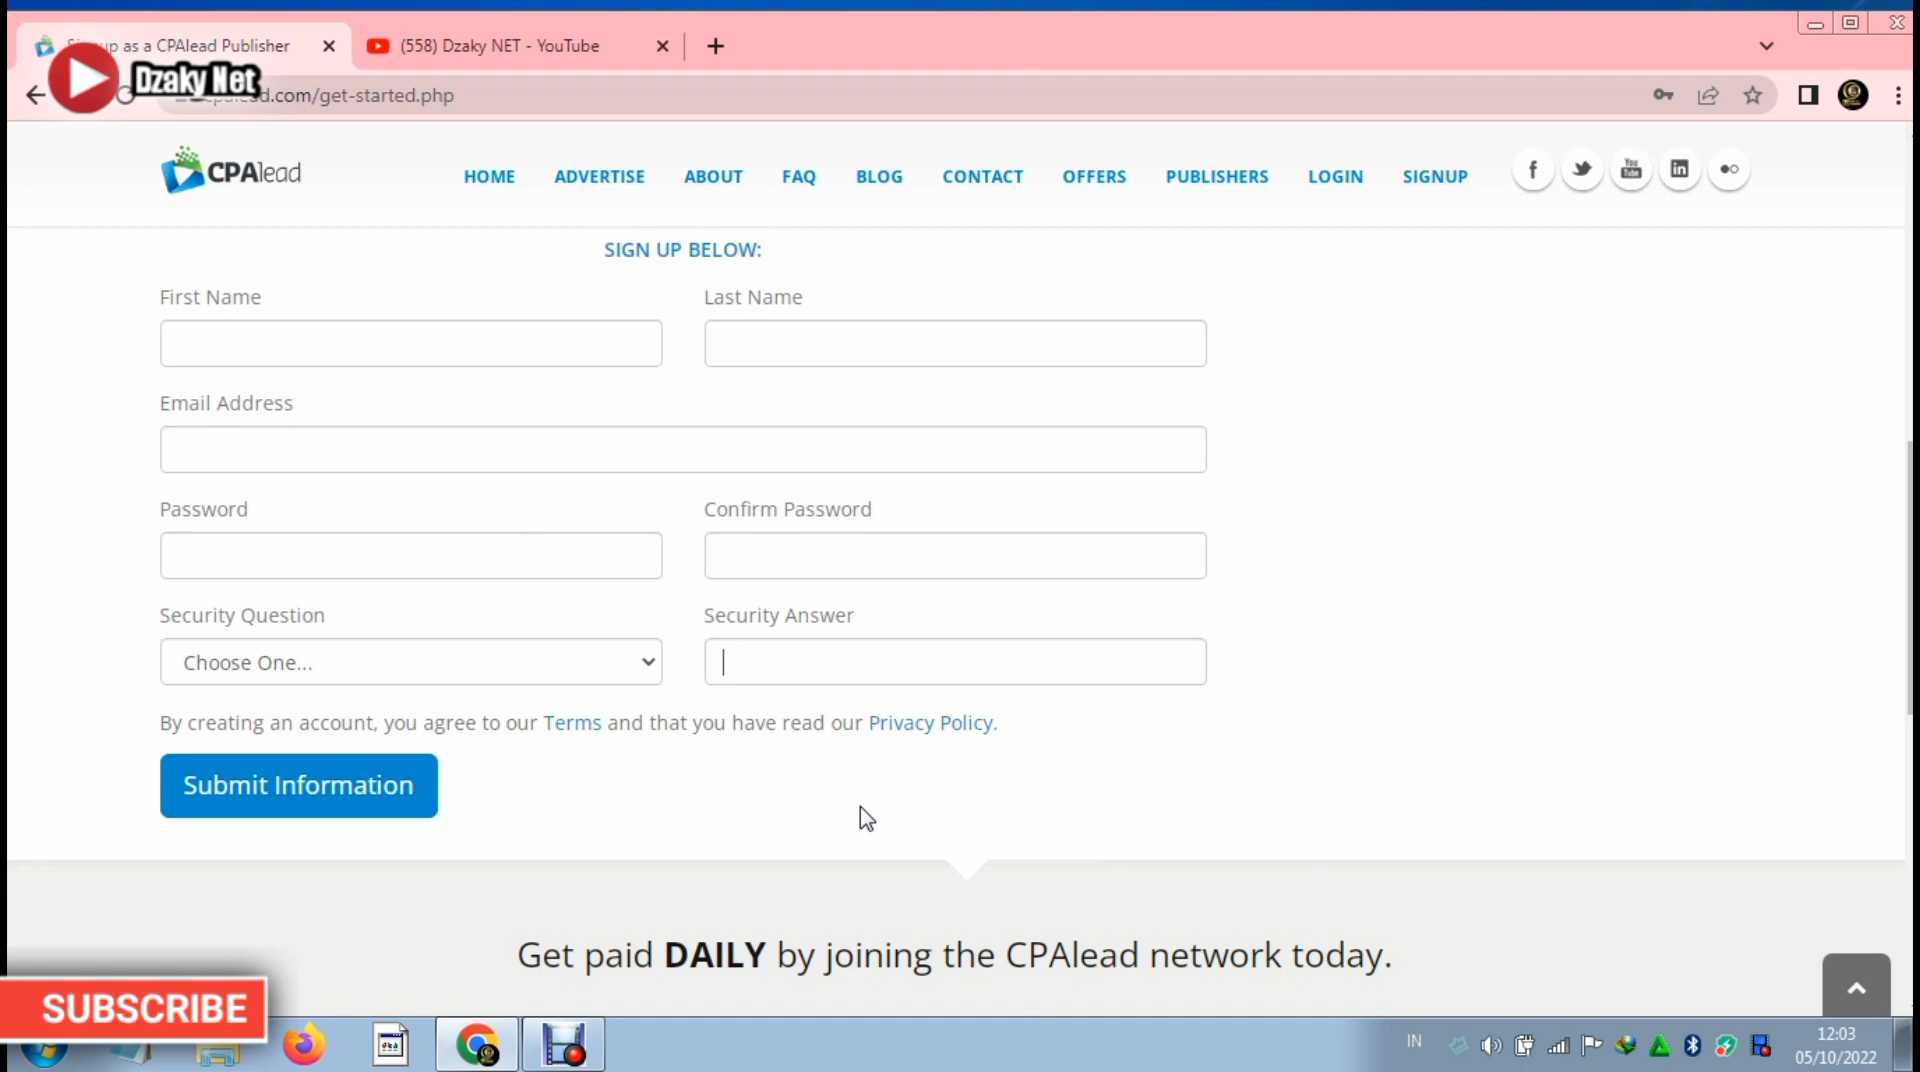 up as a CPAlead Publisher
(558) Dzaky NET - YouTube
Dzaky Net
.com/get-started.php
CPAlead
HOME
ADVERTISE
ABOUT
FAQ
BLOG
CONTACT
OFFERS
PUBLISHERS
LOGIN
SIGNUP
You Tube
SIGN UP BELOW:
First Name
Last Name
Email Address
Password
Confirm Password
Security Question
Security Answer
Choose One...
By creating an account, you agree to our Terms and that you have read our Privacy Policy.
Submit Information
Get paid DAILY by joining the CPAlead network today.
SUBSCRIBE
IN
12:03
05/10/2022